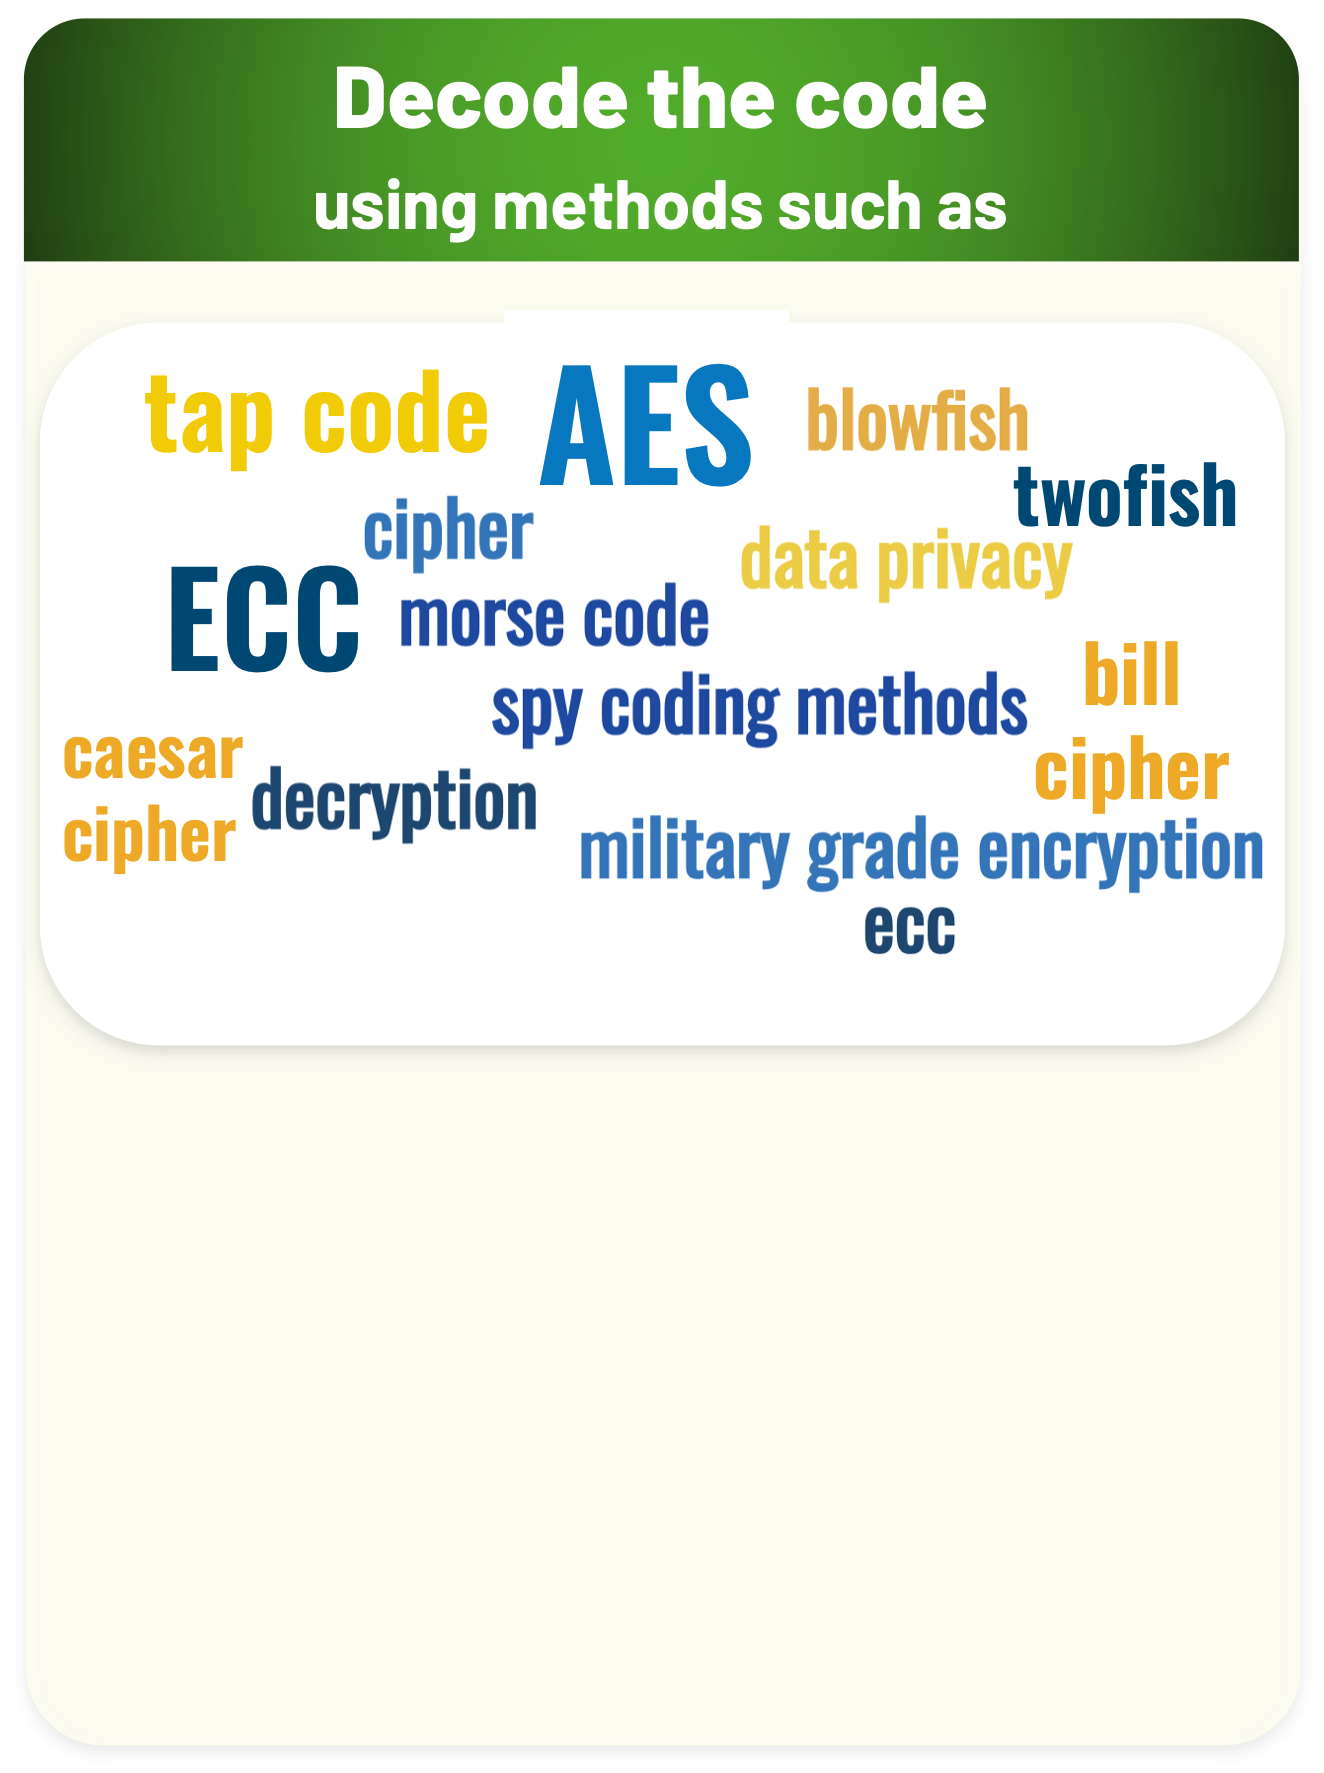 Decode the code
using methods such as
tap code
AES
blowfish
twofish
cipher
data privacy
ECC
morse code
bill
cipher
spy coding methods
caesar
cipher
decryption
military grade encryption
ecc